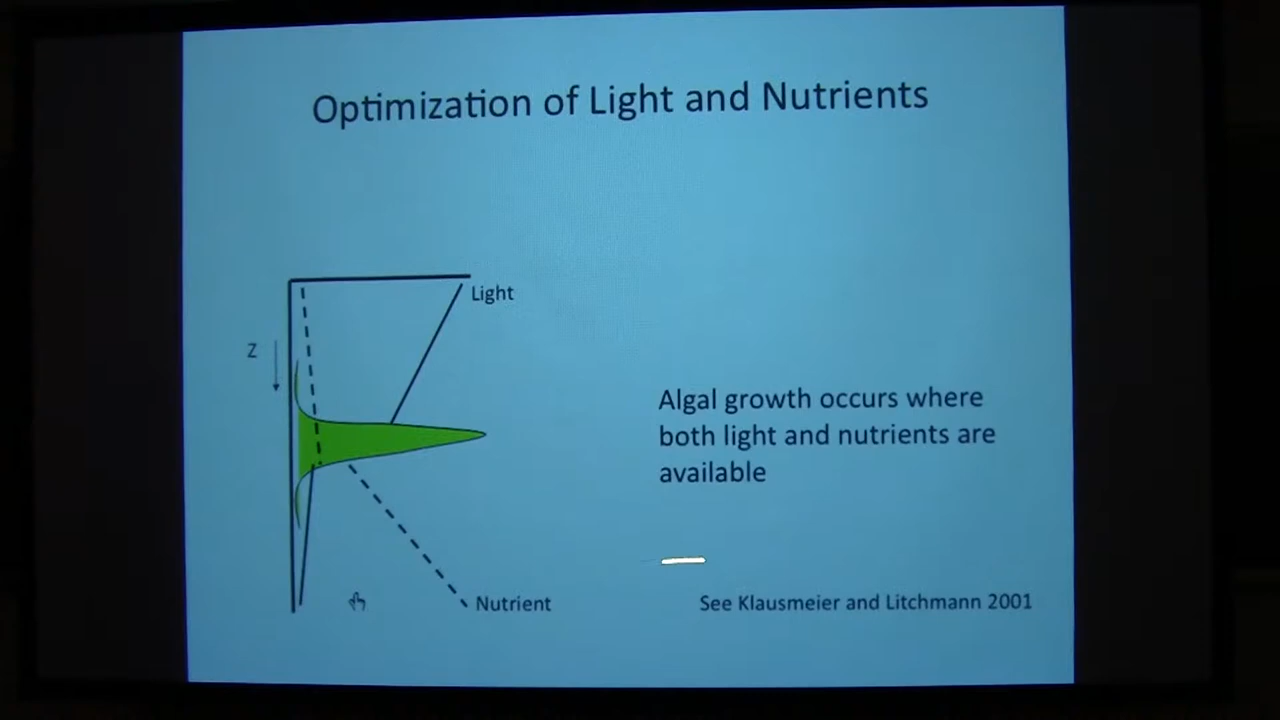 Optimization of Light and Nutrients
Light
Z
Algal growth occurs where
both light and nutrients are
available
Nutrient
See Klausmeier and Litchmann 2001